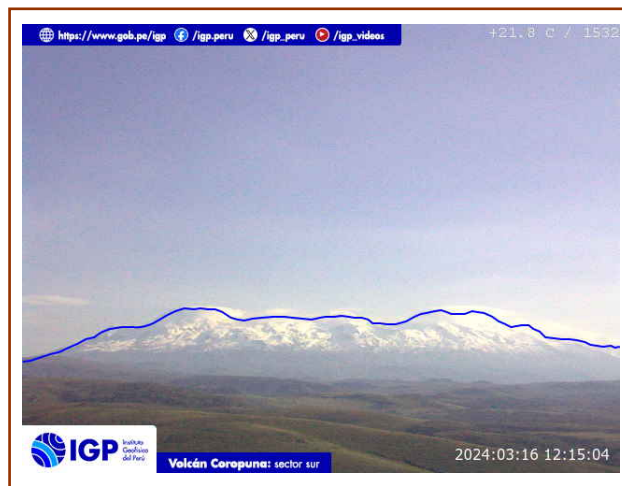 https://www.gob.pe/igp /igp.peru /igp_peru /igp_videos
+21.8 C / 1532
IGP
Instituto
Geofísico
del Perú
Volcán Coropuna: sector sur
2024:03:16 12:15:04